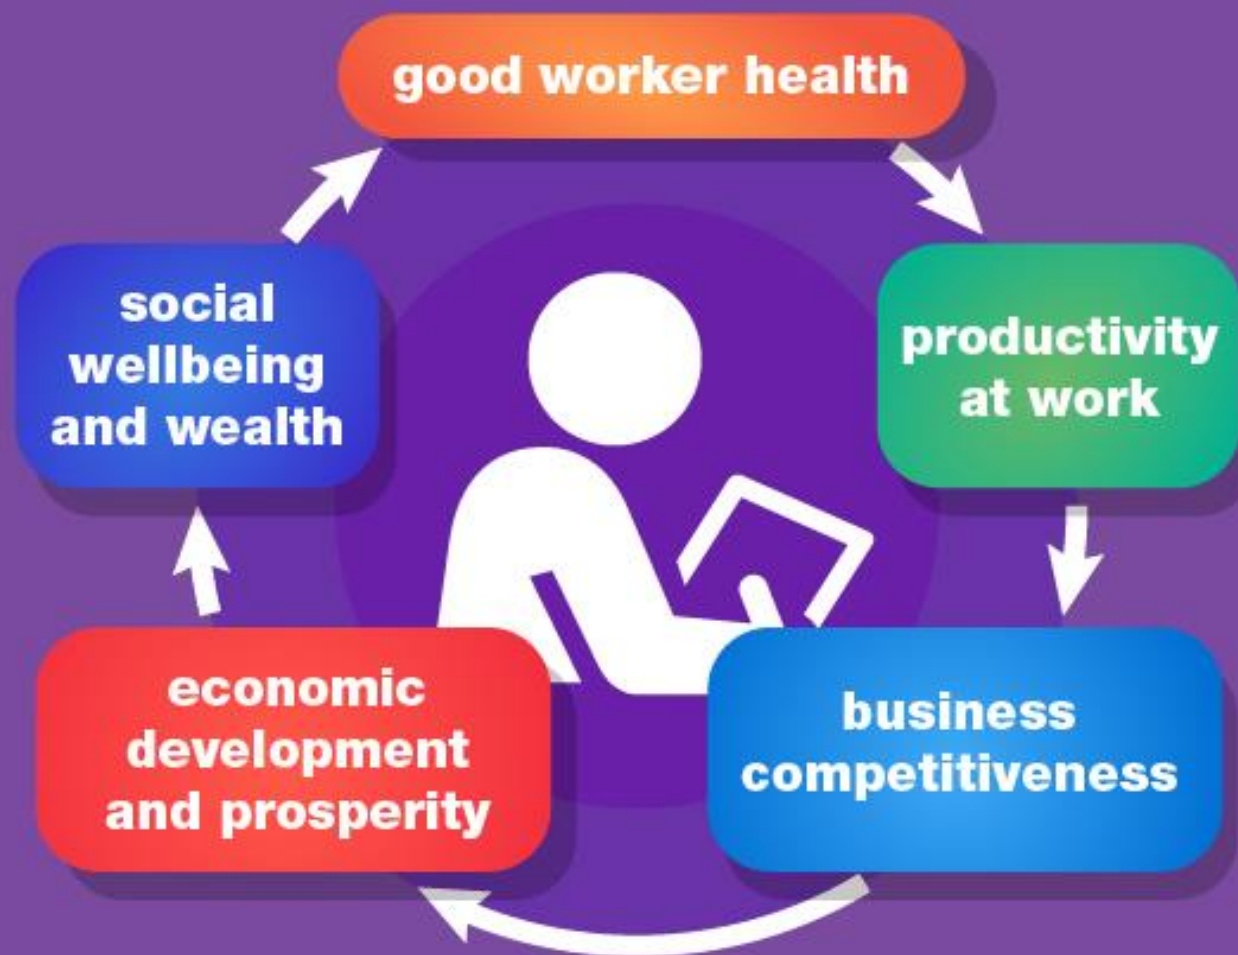 good worker health
productivity
at work
business
competitiveness
economic
development
and prosperity
social
wellbeing
and wealth